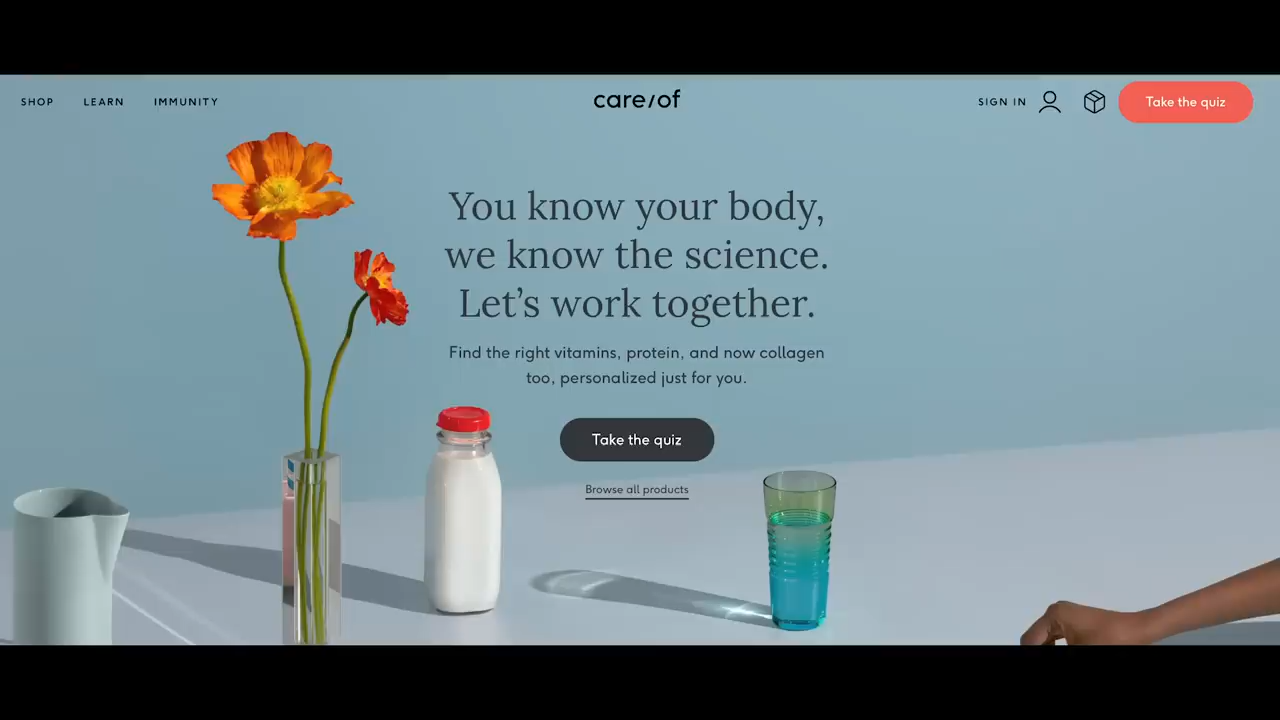 SHOP LEARN IMMUNITY care/of SIGN IN Take the quiz
You know your body,
we know the science.
Let's work together.
Find the right vitamins, protein, and now collagen
too, personalized just for you.
Take the quiz
Browse all products